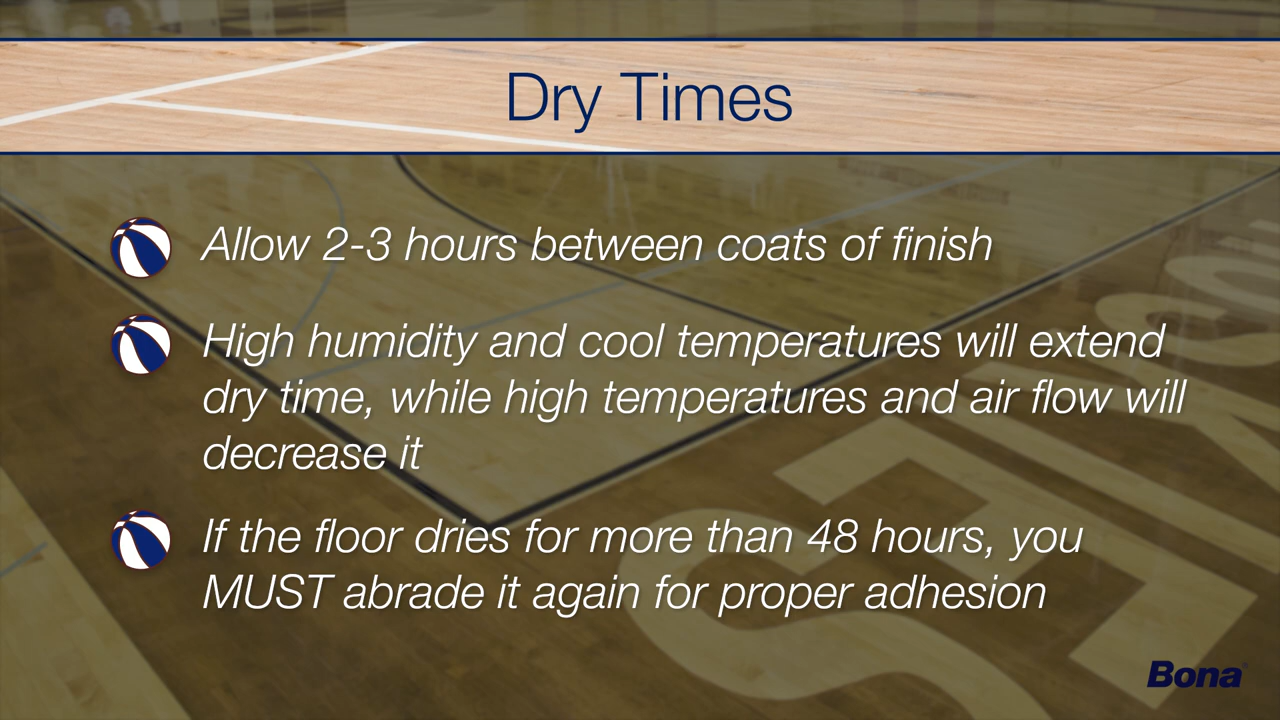 Dry Times
Allow 2-3 hours between coats of finish
High humidity and cool temperatures will extend
dry time, while high temperatures and air flow will
decrease it
If the floor dries for more than 48 hours, you
MUST abrade it again for proper adhesion
Bona